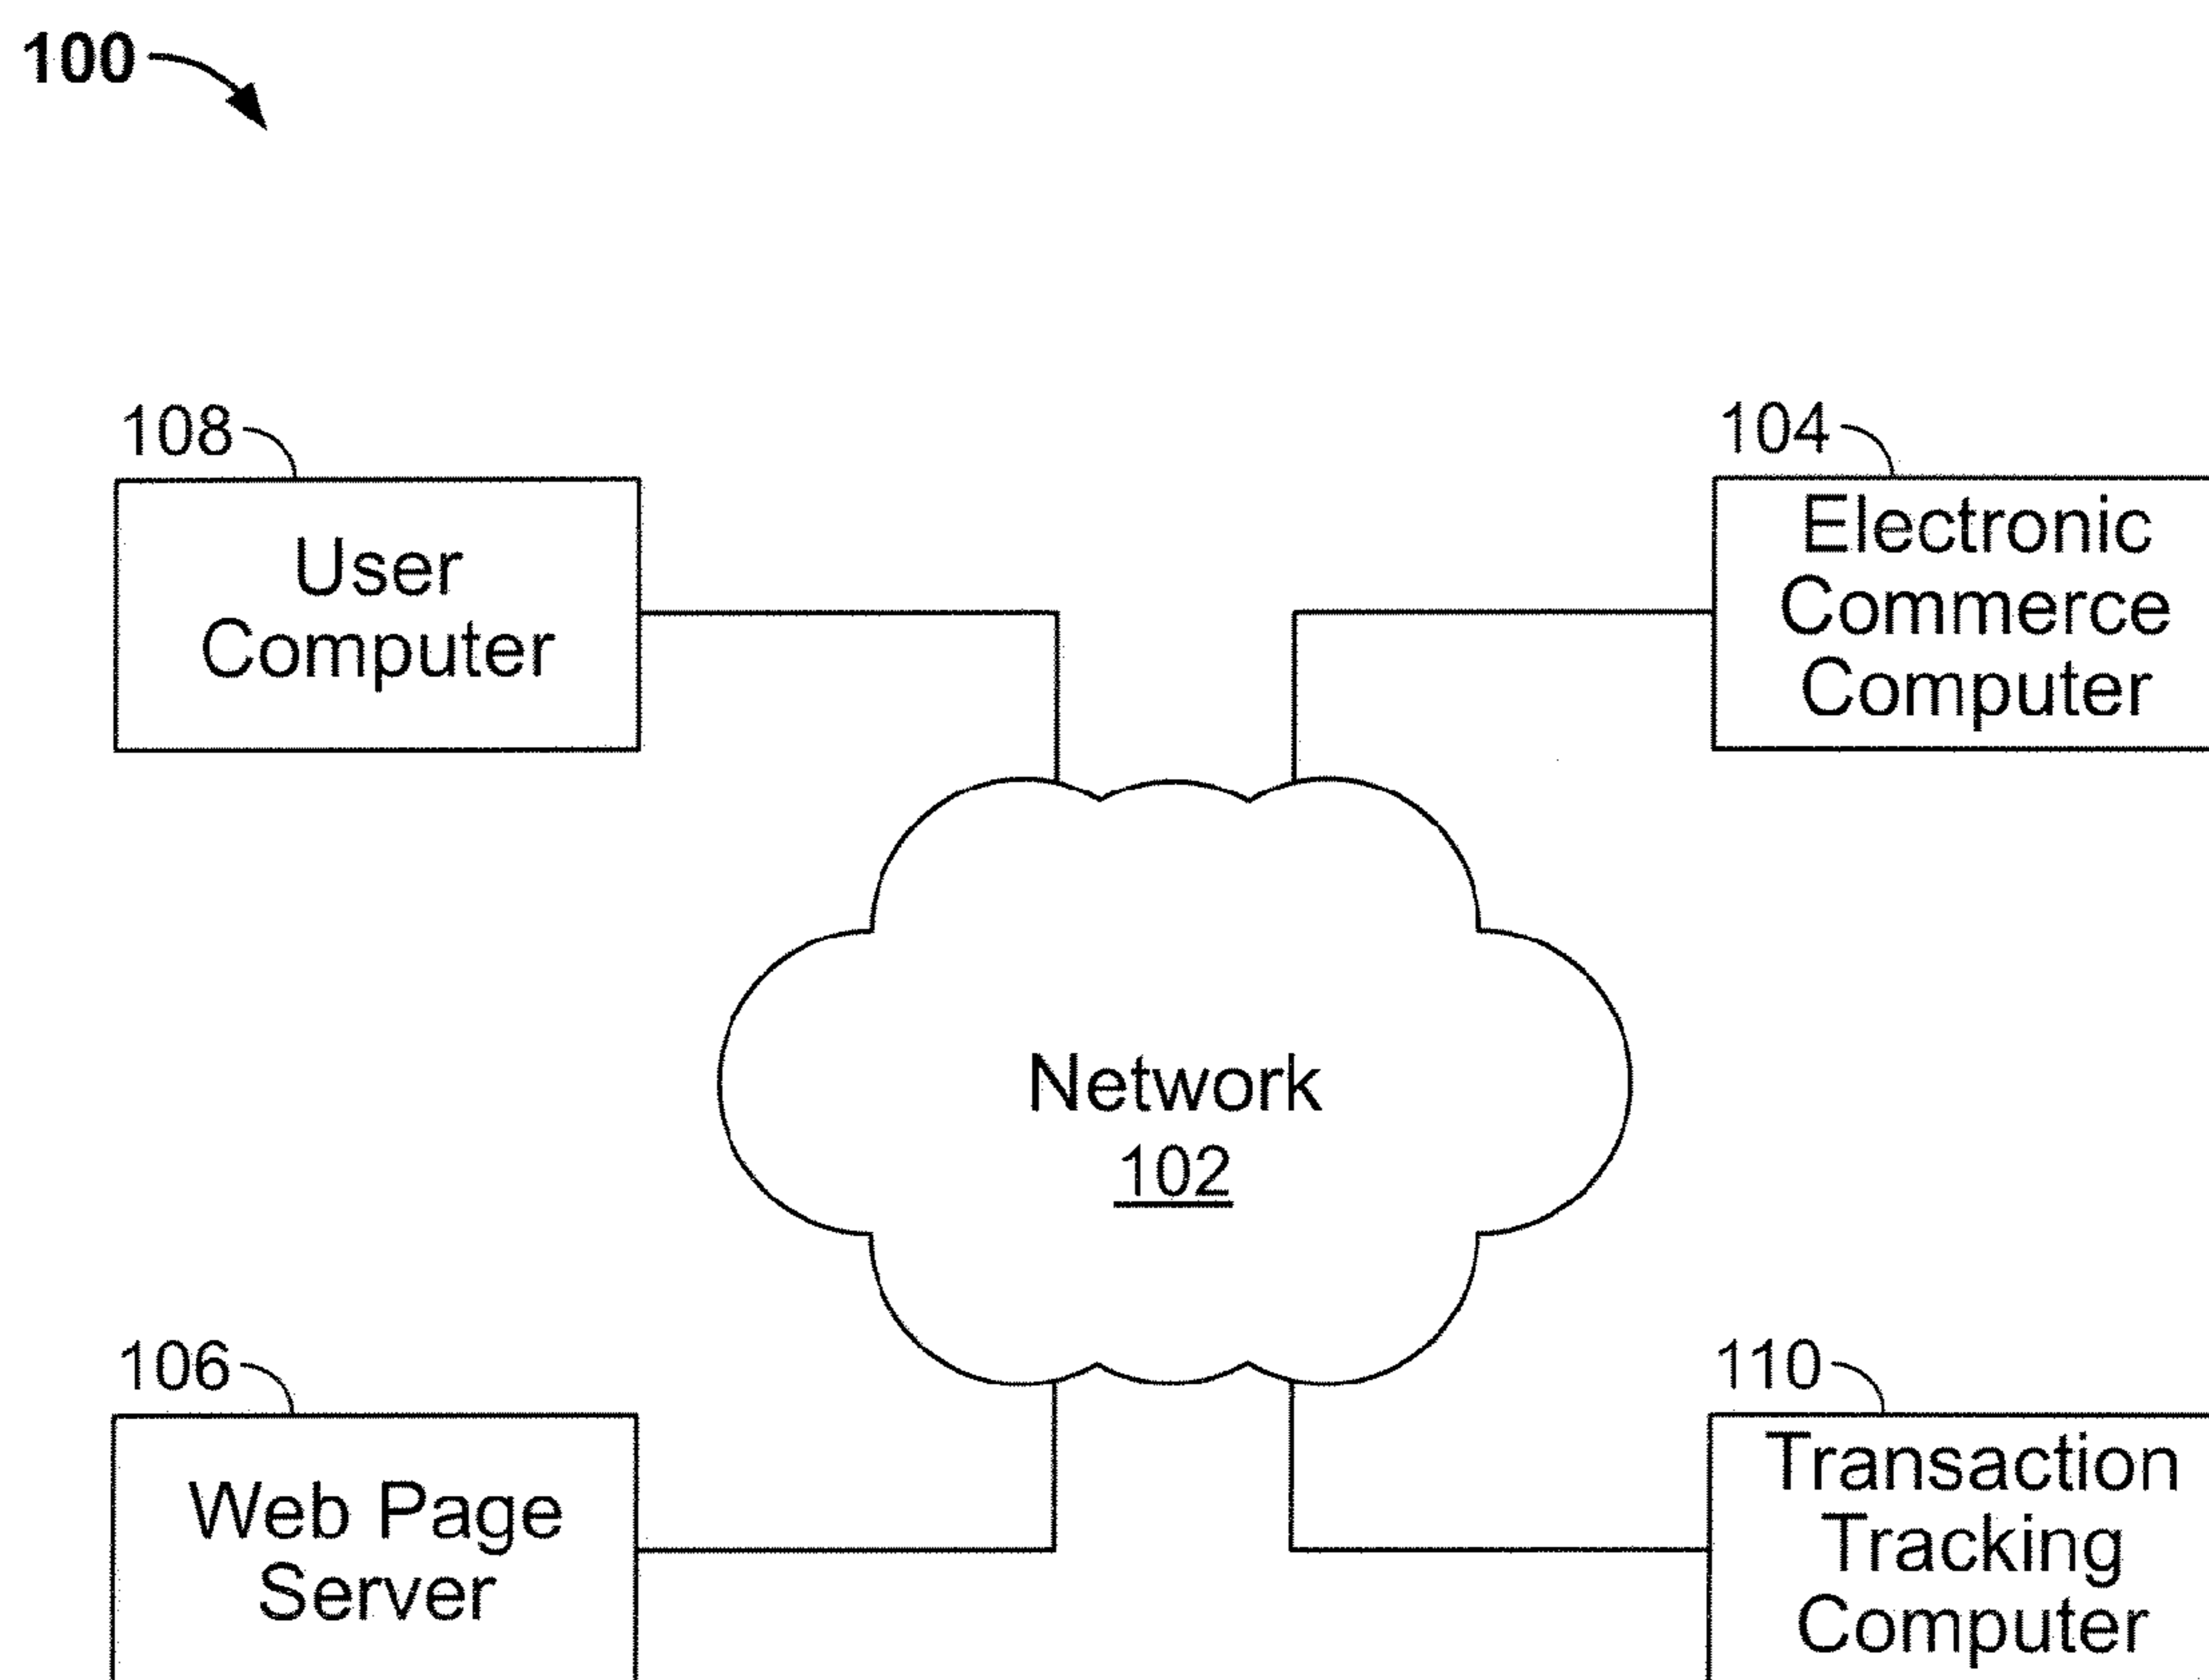 100
108
User
Computer
104
Electronic
Commerce
Computer
Network
102
106
Web Page
Server
110
Transaction
Tracking
Computer